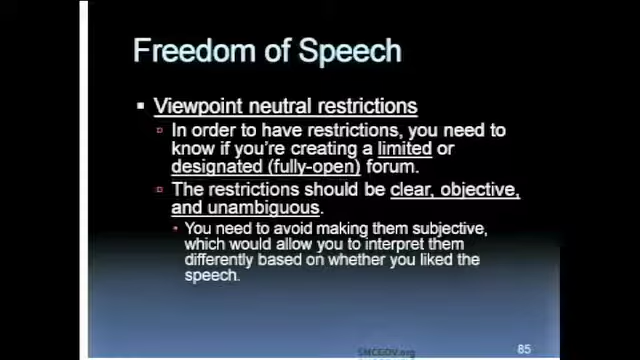 Freedom of Speech
Viewpoint neutral restrictions
In order to have restrictions, you need to
know if you're creating a limited or
designated (fully-open) forum.
The restrictions should be clear, objective,
and unambiguous.
You need to avoid making them subjective,
which would allow you to interpret them
differently based on whether you liked the
speech.
SMCGOV.org
85